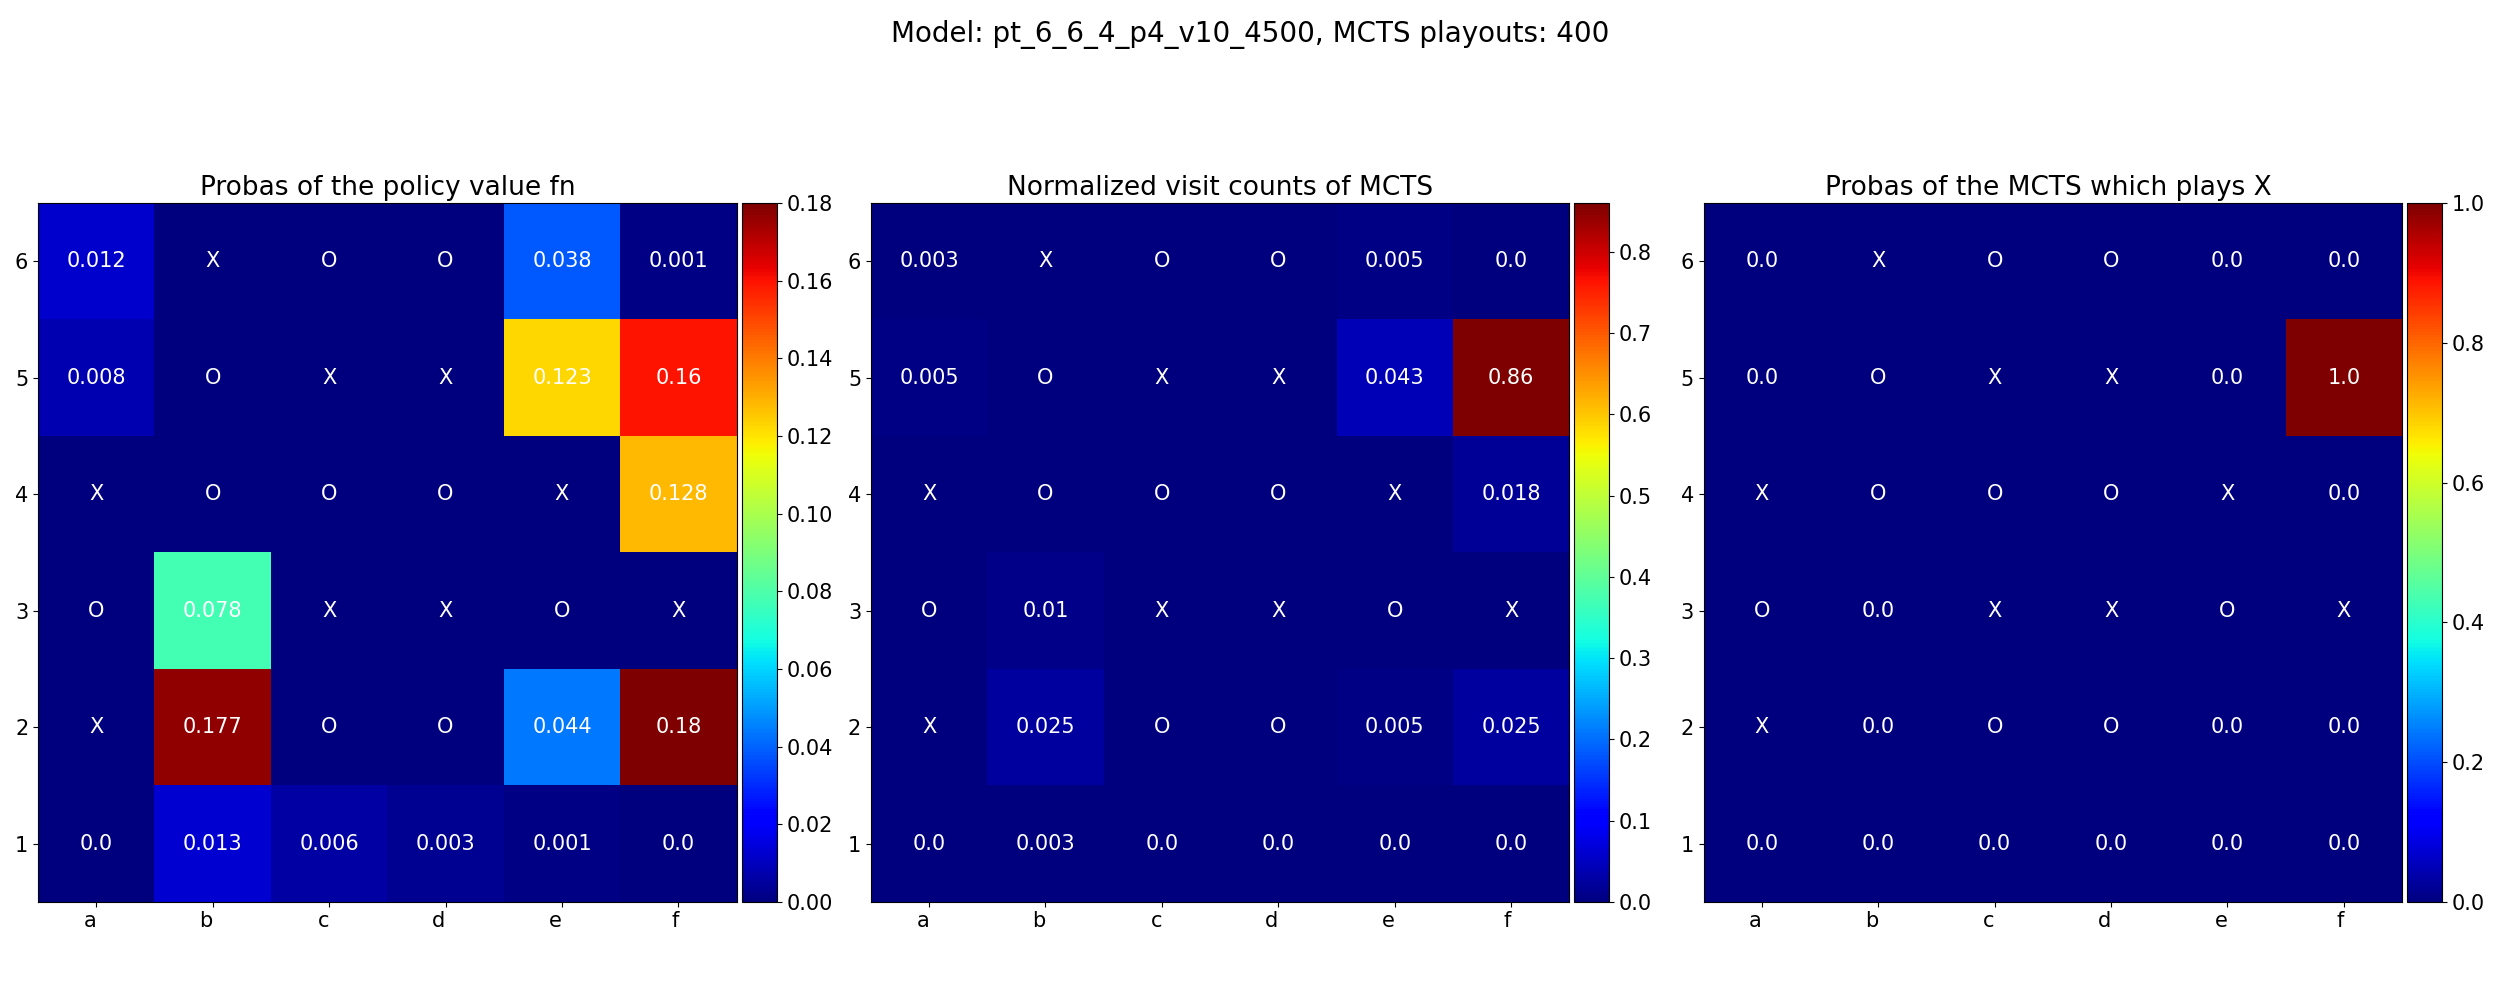 Model: pt_6_6_4_p4_v10_4500, MCTS playouts: 400
Probas of the policy value fn
6 0.012 X O O 0.038 0.001
5 0.008 O X X 0.123 0.16
4 X O O O X 0.128
3 O 0.078 X X O X
2 X 0.177 O O 0.044 0.18
1 0.0 0.013 0.006 0.003 0.001 0.0
a b c d e f
0.18
0.16
0.14
0.12
0.10
0.08
0.06
0.04
0.02
0.00
Normalized visit counts of MCTS
6 0.003 X O O 0.005 0.0
5 0.005 O X X 0.043 0.86
4 X O O O X 0.018
3 O 0.01 X X O X
2 X 0.025 O O 0.005 0.025
1 0.0 0.003 0.0 0.0 0.0 0.0
a b c d e f
0.8
0.7
0.6
0.5
0.4
0.3
0.2
0.1
0.0
Probas of the MCTS which plays X
6 0.0 X O O 0.0 0.0
5 0.0 O X X 0.0 1.0
4 X O O O X 0.0
3 O 0.0 X X O X
2 X 0.0 O O 0.0 0.0
1 0.0 0.0 0.0 0.0 0.0 0.0
a b c d e f
1.0
0.8
0.6
0.4
0.2
0.0